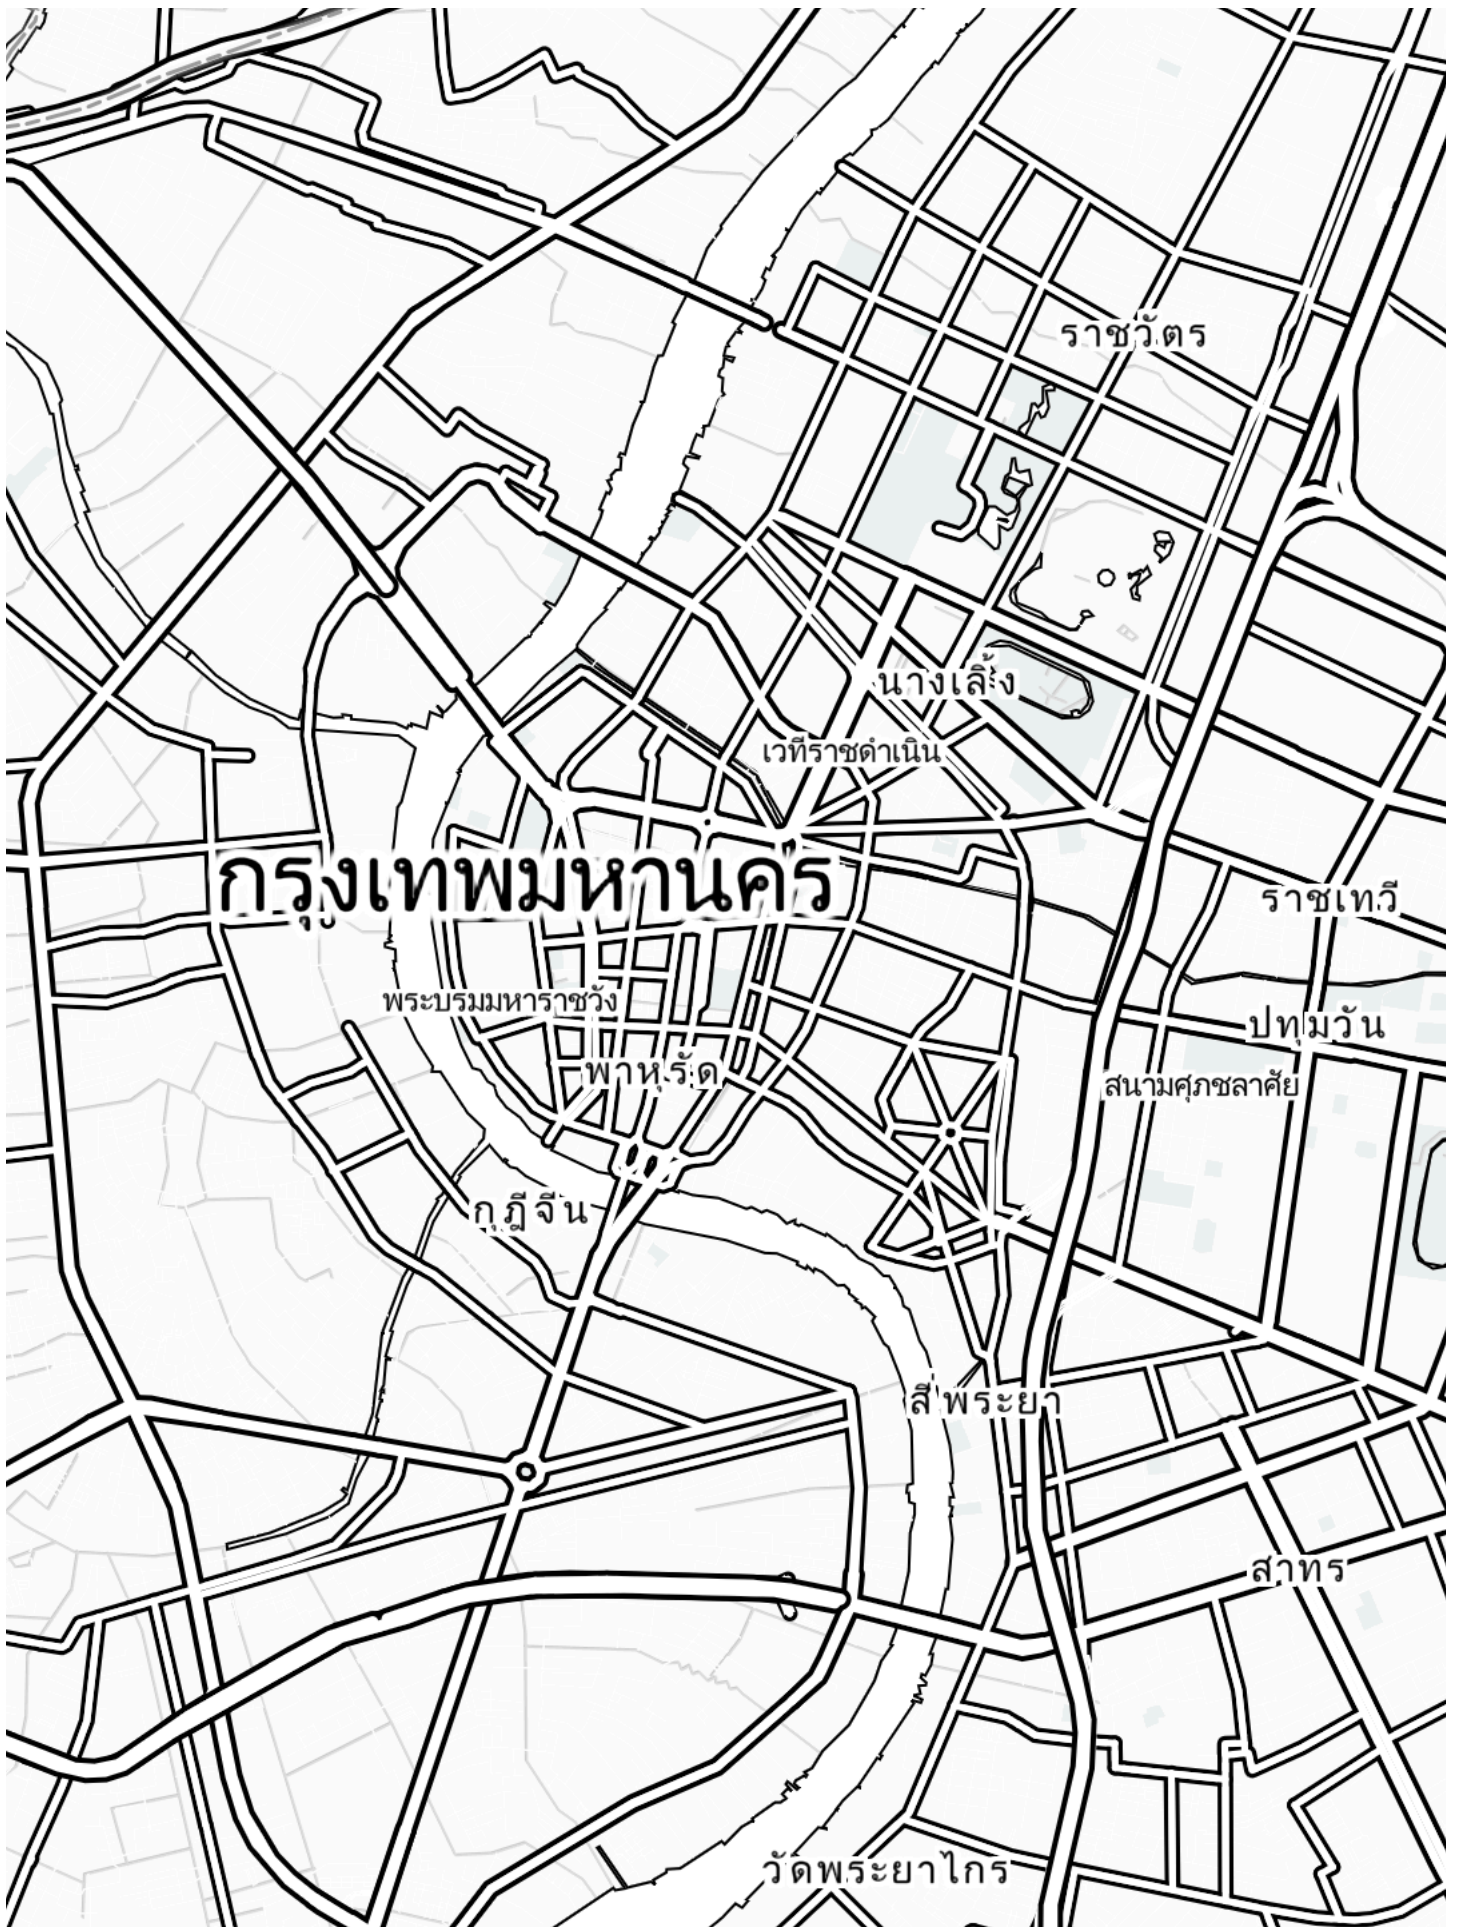 ราชวัตร
นางเลิ้ง
เวทีราชดำเนิน
กรุงเทพมหานคร
ราชเทวี
พระบรมมหาราชวัง
ปทุมวัน
พาหุรัด
สนามศุภชลาศัย
กุฎีจีน
สี่พระยา
สาทร
วัดพระยาไกร